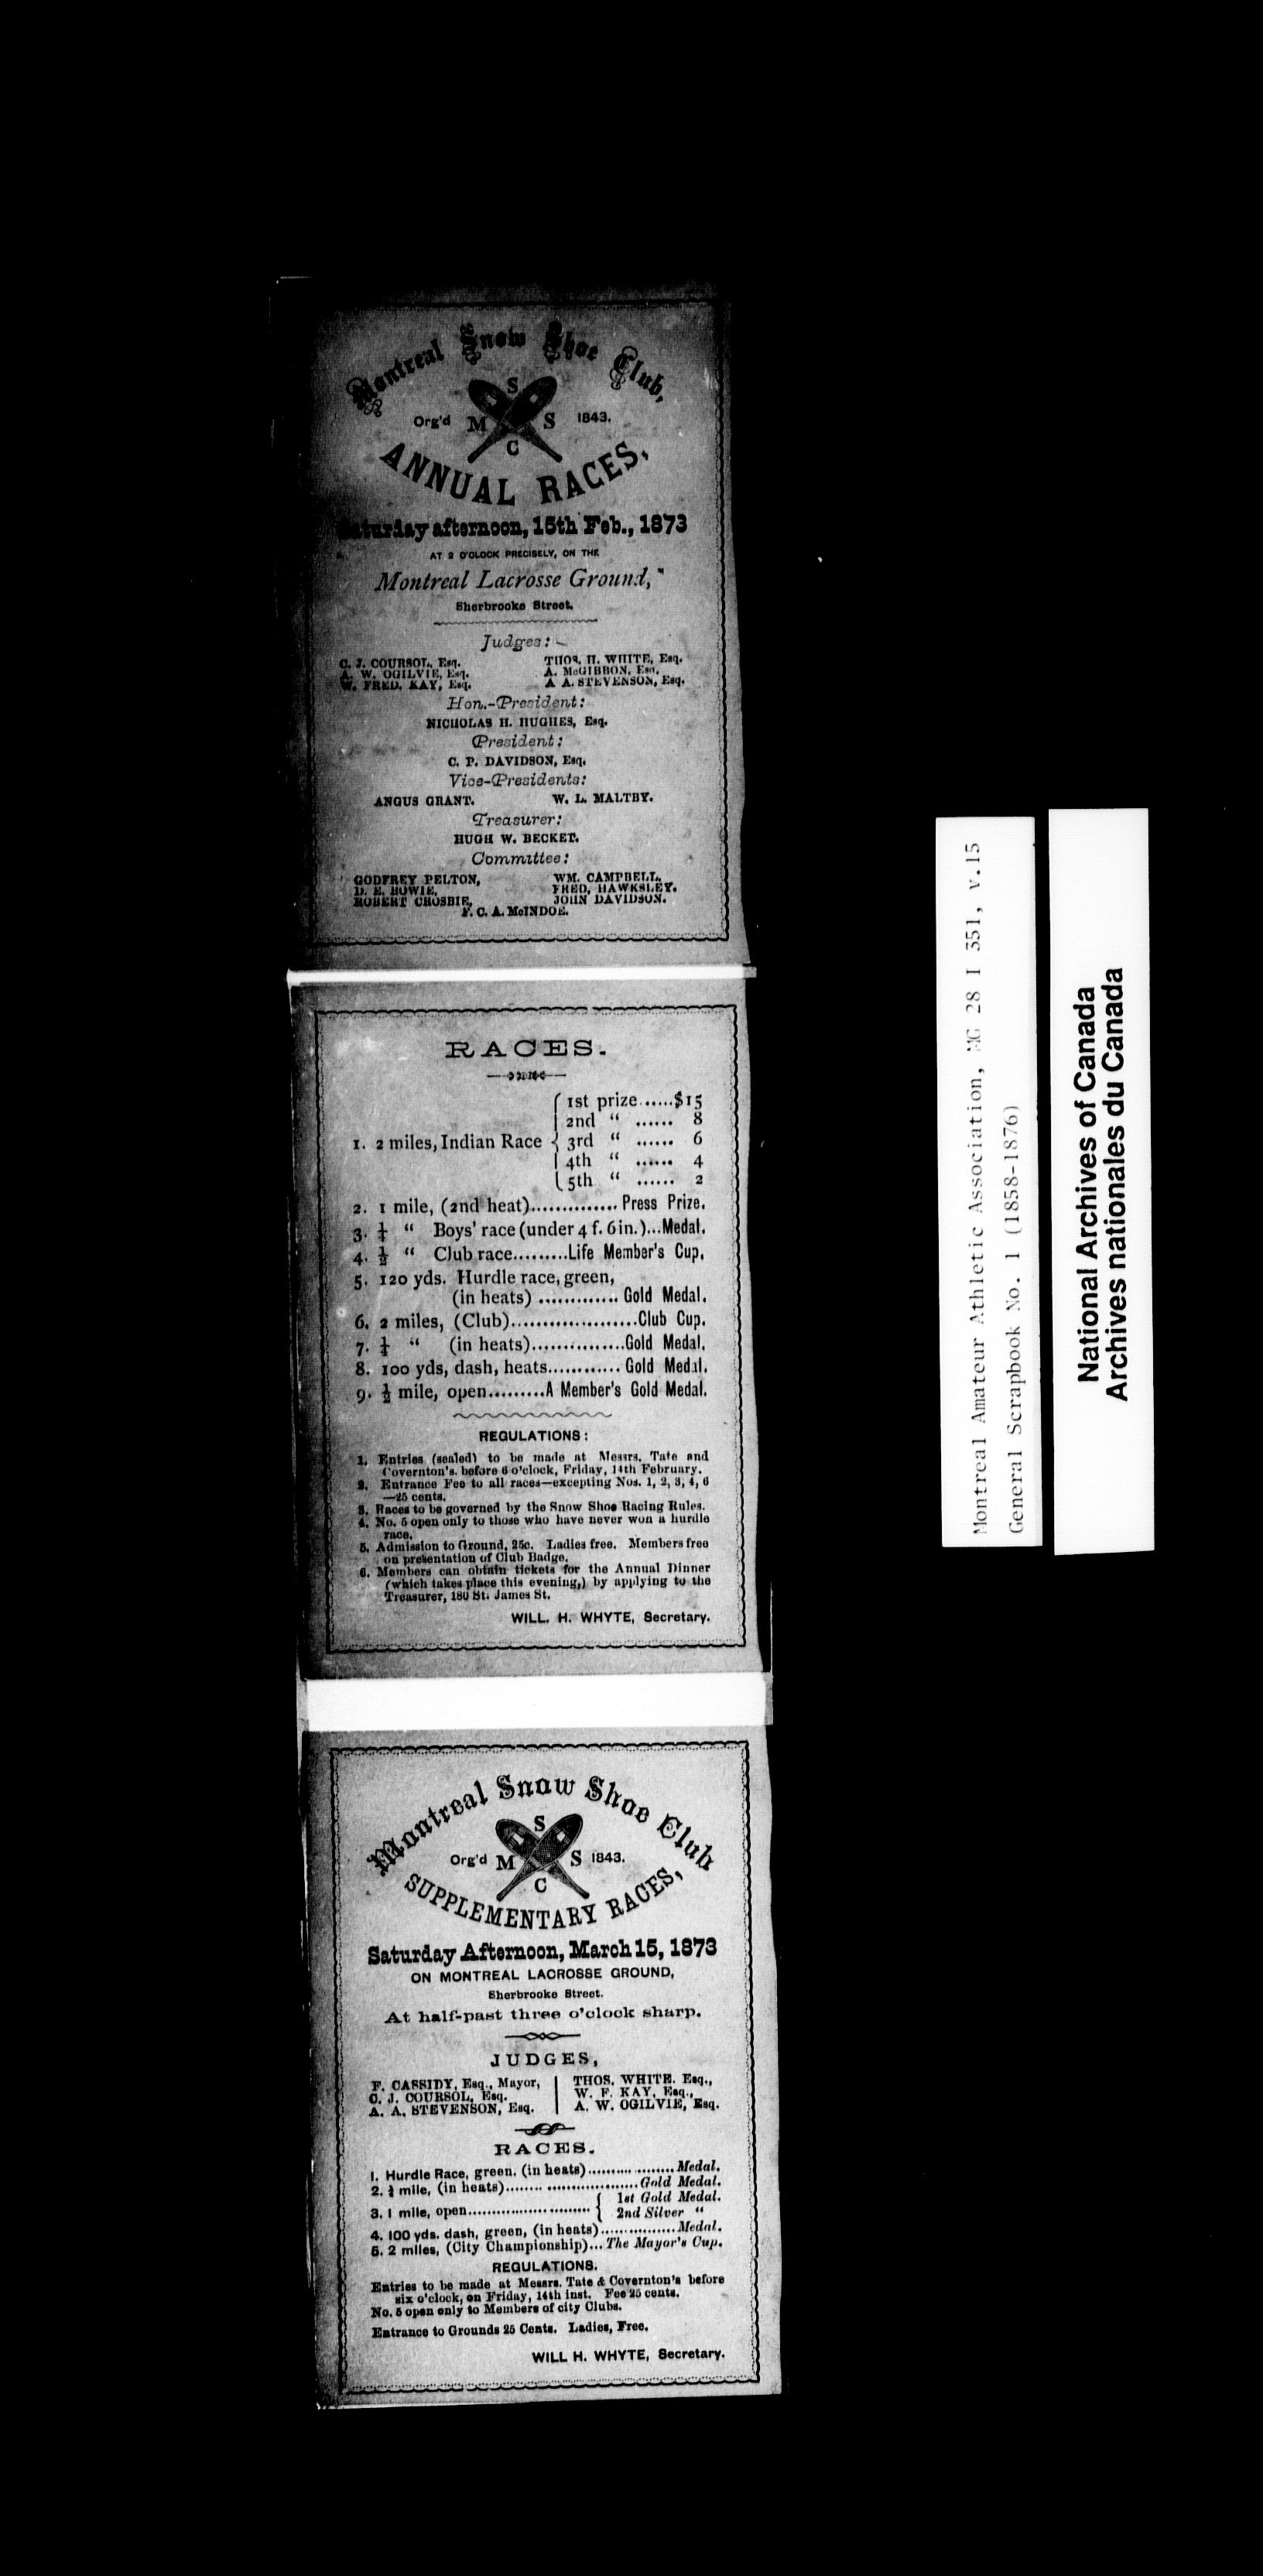 Montreal Snow Shoe Club,
S
Org'd M S 1843.
C
ANNUAL RACES,
Saturday afternoon, 15th Feb., 1873
AT 2 O'CLOCK PRECISELY, ON THE
Montreal Lacrosse Ground,
Sherbrooke Street.
Judges:
C. J. COURSOL, Esq. THOS. H. WHITE, Esq.
A. W. OGILVIE, Esq. A. McGIBBON, Esq.
W. FRED. KAY, Esq. A A. STEVENSON, Esq.
Hon.-President:
NICHOLAS H. HUGHES, Esq.
President:
C. P. DAVIDSON, Esq.
Vice-Presidents:
ANGUS GRANT. W. L. MALTBY.
Treasurer:
HUGH W. BECKET.
Committee:
GODFREY PELTON, WM. CAMPBELL,
D. E. BOWIE, FRED. HAWKSLEY,
ROBERT CROSBIE, JOHN DAVIDSON.
F. C. A. McINDOE.
RACES.
1. 2 miles, Indian Race { 1st prize ...... $15
2nd " ...... 8
3rd " ...... 6
4th " ...... 4
5th " ...... 2
2. 1 mile, (2nd heat).............. Press Prize.
3. ¼ " Boys' race (under 4 f. 6 in.)...Medal.
4. ½ " Club race.........Life Member's Cup.
5. 120 yds. Hurdle race, green,
(in heats) ............. Gold Medal.
6. 2 miles, (Club)....................Club Cup.
7. ¼ " (in heats)...............Gold Medal.
8. 100 yds, dash, heats............ Gold Medal.
9. ½ mile, open.........A Member's Gold Medal.
REGULATIONS:
1. Entries (sealed) to be made at Messrs. Tate and
Covernton's. before 6 o'clock, Friday, 14th February.
2. Entrance Fee to all races—excepting Nos. 1, 2, 3, 4, 6
—25 cents.
3. Races to be governed by the Snow Shoe Racing Rules.
4. No. 5 open only to those who have never won a hurdle
race.
5. Admission to Ground, 25c. Ladies free. Members free
on presentation of Club Badge.
6. Members can obtain tickets for the Annual Dinner
(which takes place this evening,) by applying to the
Treasurer, 180 St. James St.
WILL. H. WHYTE, Secretary.
Montreal Snow Shoe Club
S
Org'd M S 1843.
C
SUPPLEMENTARY RACES,
Saturday Afternoon, March 15, 1873
ON MONTREAL LACROSSE GROUND,
Sherbrooke Street.
At half-past three o'clock sharp.
JUDGES,
F. CASSIDY, Esq., Mayor, THOS. WHITE. Esq.,
C. J. COURSOL, Esq. W. F. KAY, Esq.,
A. A. STEVENSON, Esq. A. W. OGILVIE, Esq.
RACES.
1. Hurdle Race, green. (in heats)...................Medal.
2. ¼ mile, (in heats)...........................Gold Medal.
3. 1 mile, open.......................... { 1st Gold Medal.
2nd Silver "
4. 100 yds. dash, green, (in heats)................Medal.
5. 2 miles, (City Championship)...The Mayor's Cup.
REGULATIONS.
Entries to be made at Messrs. Tate & Covernton's before
six o'clock, on Friday, 14th inst. Fee 25 cents.
No. 5 open only to Members of city Clubs.
Entrance to Grounds 25 Cents. Ladies, Free.
WILL H. WHYTE, Secretary.
Montreal Amateur Athletic Association, MG 28 I 351, v.15
General Scrapbook No. 1 (1858-1876)
National Archives of Canada
Archives nationales du Canada